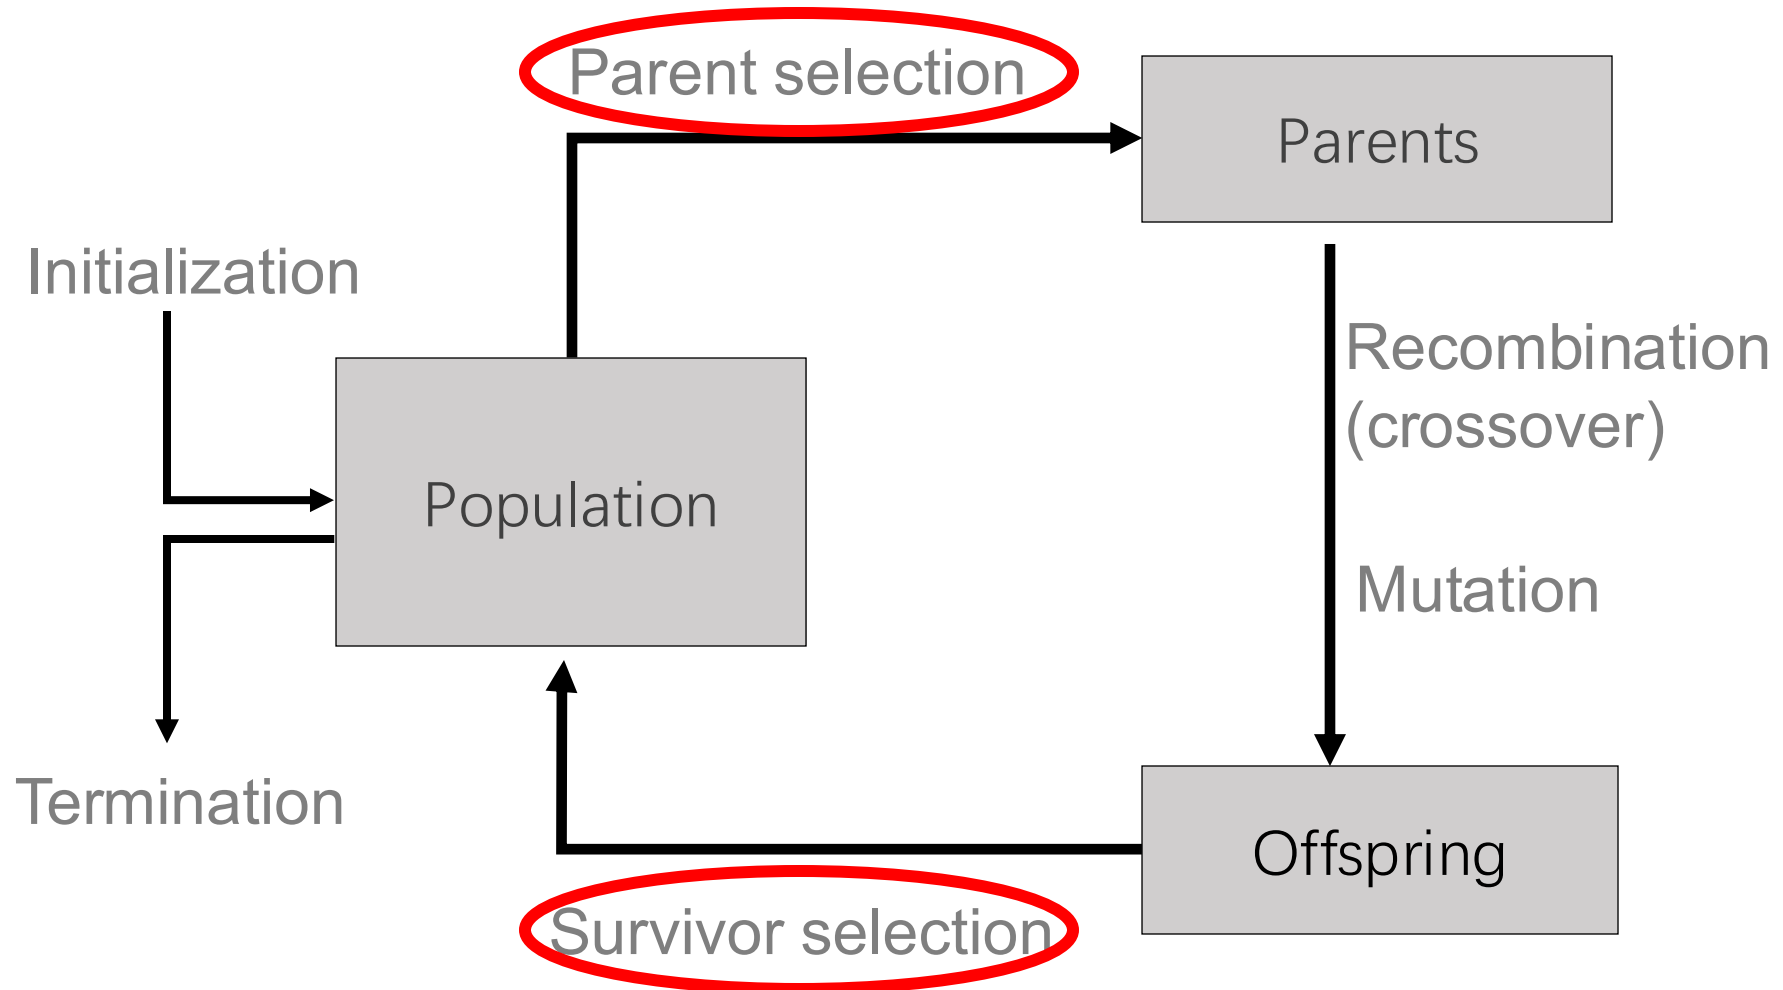 Parent selection
Parents
Initialization
Recombination
(crossover)
Population
Mutation
Termination
Offspring
Survivor selection